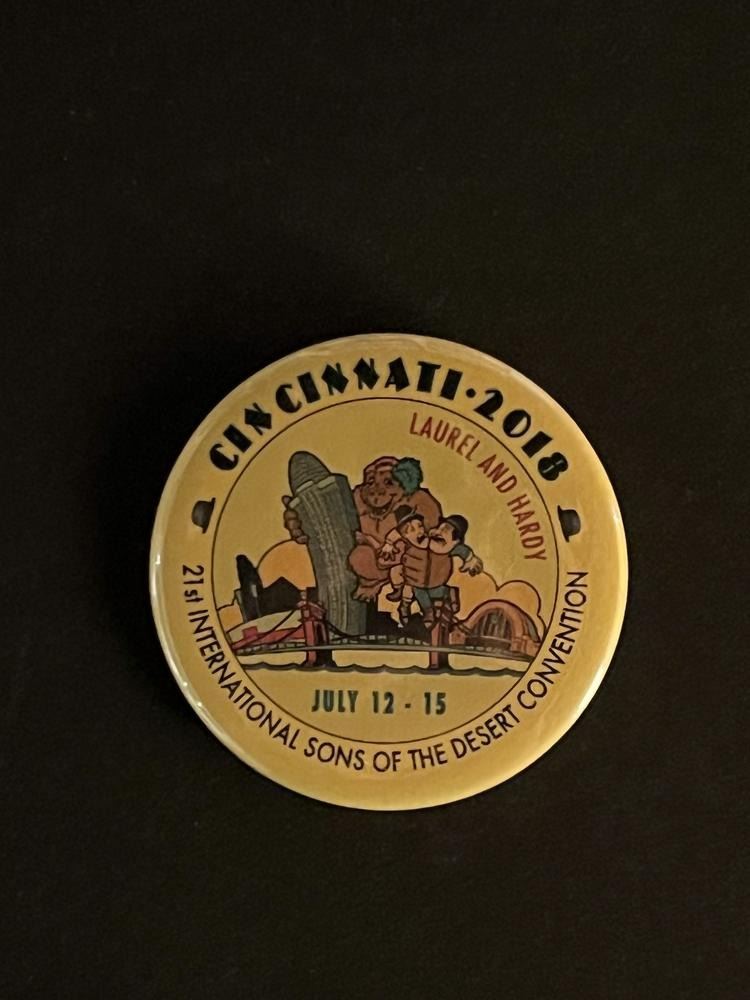 CINCINNATI • 2018
LAUREL AND HARDY
JULY 12 - 15
21st INTERNATIONAL SONS OF THE DESERT CONVENTION